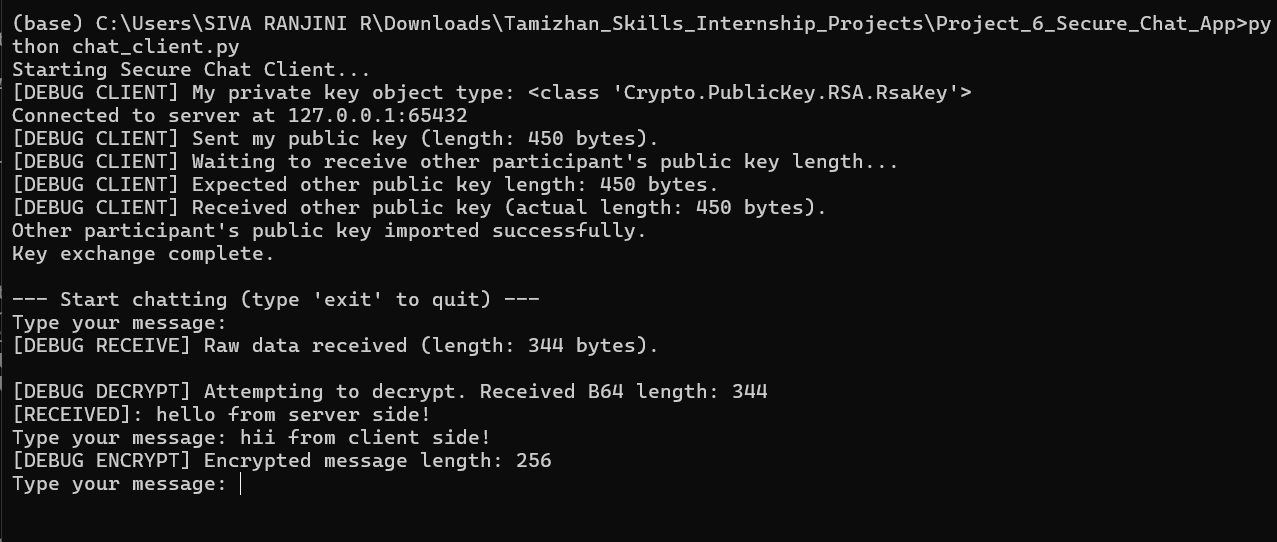 (base) C:\Users\SIVA RANJINI R\Downloads\Tamizhan_Skills_Internship_Projects\Project_6_Secure_Chat_App>py
thon chat_client.py
Starting Secure Chat Client...
[DEBUG CLIENT] My private key object type: <class 'Crypto.PublicKey.RSA.RsaKey'>
Connected to server at 127.0.0.1:65432
[DEBUG CLIENT] Sent my public key (length: 450 bytes).
[DEBUG CLIENT] Waiting to receive other participant's public key length...
[DEBUG CLIENT] Expected other public key length: 450 bytes.
[DEBUG CLIENT] Received other public key (actual length: 450 bytes).
Other participant's public key imported successfully.
Key exchange complete.

--- Start chatting (type 'exit' to quit) ---
Type your message:
[DEBUG RECEIVE] Raw data received (length: 344 bytes).

[DEBUG DECRYPT] Attempting to decrypt. Received B64 length: 344
[RECEIVED]: hello from server side!
Type your message: hii from client side!
[DEBUG ENCRYPT] Encrypted message length: 256
Type your message: